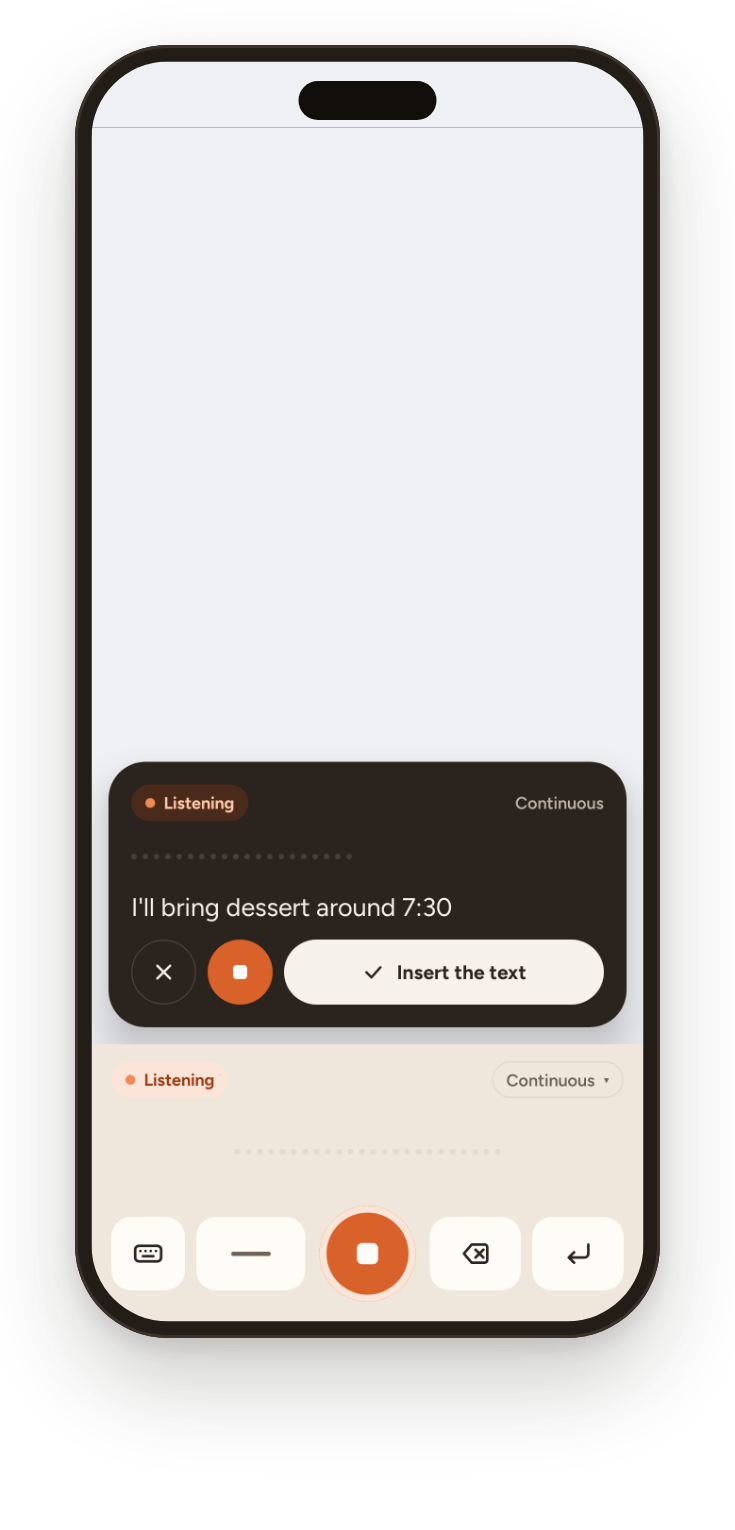 Listening
Continuous
I'll bring dessert around 7:30
Insert the text
Listening
Continuous